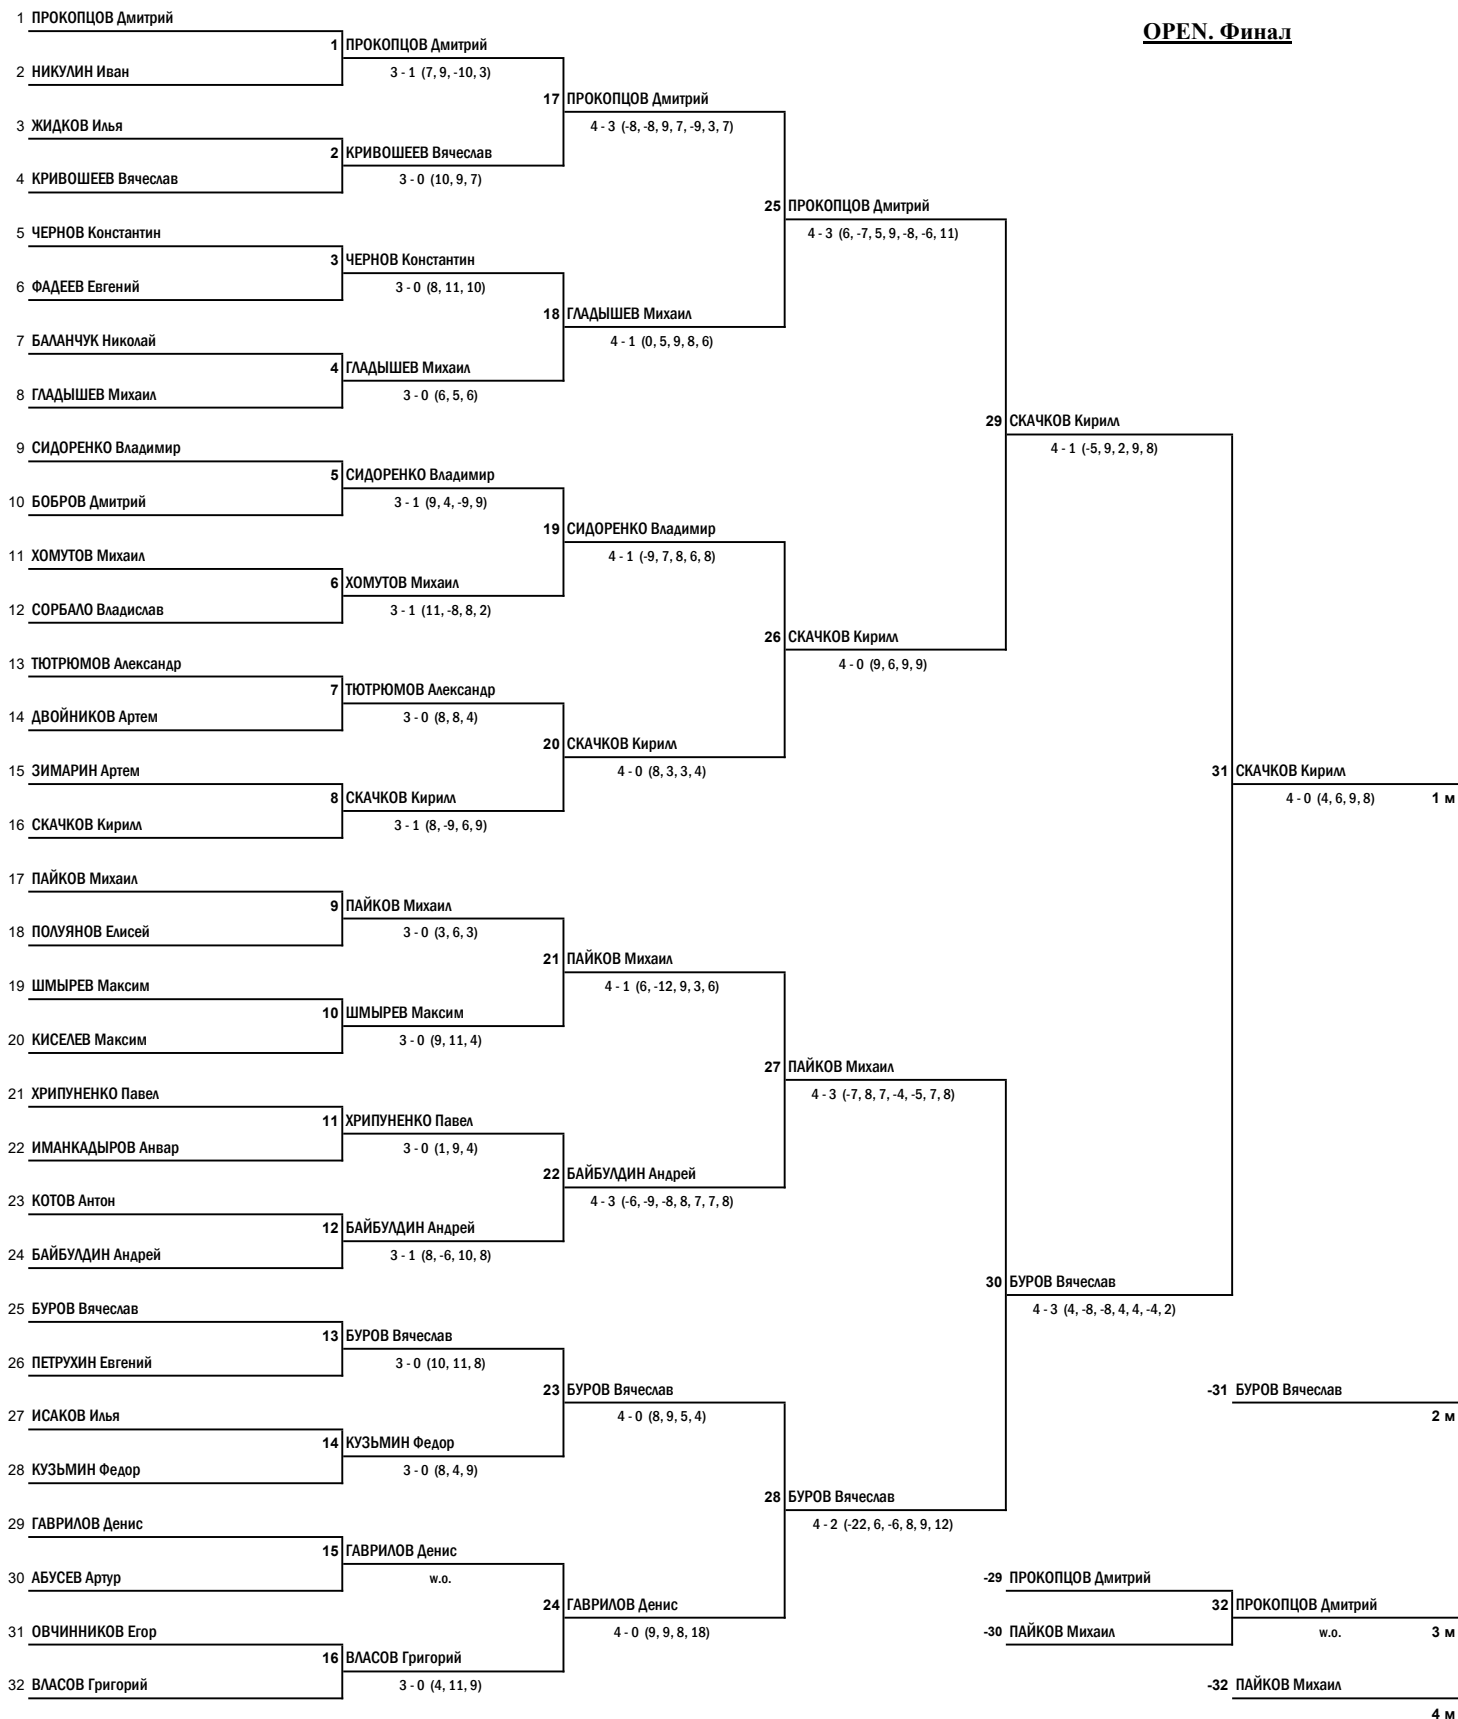 1 ПРОКОПЦОВ Дмитрий
OPEN. Финал
1 ПРОКОПЦОВ Дмитрий
2 НИКУЛИН Иван
3 - 1 (7, 9, -10, 3)
17 ПРОКОПЦОВ Дмитрий
3 ЖИДКОВ Илья
4 - 3 (-8, -8, 9, 7, -9, 3, 7)
2 КРИВОШЕЕВ Вячеслав
4 КРИВОШЕЕВ Вячеслав
3 - 0 (10, 9, 7)
25 ПРОКОПЦОВ Дмитрий
5 ЧЕРНОВ Константин
4 - 3 (6, -7, 5, 9, -8, -6, 11)
3 ЧЕРНОВ Константин
6 ФАДЕЕВ Евгений
3 - 0 (8, 11, 10)
18 ГЛАДЫШЕВ Михаил
7 БАЛАНЧУК Николай
4 - 1 (0, 5, 9, 8, 6)
4 ГЛАДЫШЕВ Михаил
8 ГЛАДЫШЕВ Михаил
3 - 0 (6, 5, 6)
29 СКАЧКОВ Кирилл
9 СИДОРЕНКО Владимир
4 - 1 (-5, 9, 2, 9, 8)
5 СИДОРЕНКО Владимир
10 БОБРОВ Дмитрий
3 - 1 (9, 4, -9, 9)
19 СИДОРЕНКО Владимир
11 ХОМУТОВ Михаил
4 - 1 (-9, 7, 8, 6, 8)
6 ХОМУТОВ Михаил
12 СОРБАЛО Владислав
3 - 1 (11, -8, 8, 2)
26 СКАЧКОВ Кирилл
13 ТЮТРЮМОВ Александр
4 - 0 (9, 6, 9, 9)
7 ТЮТРЮМОВ Александр
14 ДВОЙНИКОВ Артем
3 - 0 (8, 8, 4)
20 СКАЧКОВ Кирилл
15 ЗИМАРИН Артем
4 - 0 (8, 3, 3, 4)
31 СКАЧКОВ Кирилл
8 СКАЧКОВ Кирилл
4 - 0 (4, 6, 9, 8) 1 м
16 СКАЧКОВ Кирилл
3 - 1 (8, -9, 6, 9)
17 ПАЙКОВ Михаил
9 ПАЙКОВ Михаил
18 ПОЛУЯНОВ Елисей
3 - 0 (3, 6, 3)
21 ПАЙКОВ Михаил
19 ШМЫРЕВ Максим
4 - 1 (6, -12, 9, 3, 6)
10 ШМЫРЕВ Максим
20 КИСЕЛЕВ Максим
3 - 0 (9, 11, 4)
27 ПАЙКОВ Михаил
21 ХРИПУНЕНКО Павел
4 - 3 (-7, 8, 7, -4, -5, 7, 8)
11 ХРИПУНЕНКО Павел
22 ИМАНКАДЫРОВ Анвар
3 - 0 (1, 9, 4)
22 БАЙБУЛДИН Андрей
23 КОТОВ Антон
4 - 3 (-6, -9, -8, 8, 7, 7, 8)
12 БАЙБУЛДИН Андрей
24 БАЙБУЛДИН Андрей
3 - 1 (8, -6, 10, 8)
30 БУРОВ Вячеслав
25 БУРОВ Вячеслав
4 - 3 (4, -8, -8, 4, 4, -4, 2)
13 БУРОВ Вячеслав
26 ПЕТРУХИН Евгений
3 - 0 (10, 11, 8)
23 БУРОВ Вячеслав
-31 БУРОВ Вячеслав
27 ИСАКОВ Илья
4 - 0 (8, 9, 5, 4)
2 м
14 КУЗЬМИН Федор
28 КУЗЬМИН Федор
3 - 0 (8, 4, 9)
28 БУРОВ Вячеслав
29 ГАВРИЛОВ Денис
4 - 2 (-22, 6, -6, 8, 9, 12)
15 ГАВРИЛОВ Денис
30 АБУСЕВ Артур
w.o.
-29 ПРОКОПЦОВ Дмитрий
24 ГАВРИЛОВ Денис
32 ПРОКОПЦОВ Дмитрий
31 ОВЧИННИКОВ Егор
4 - 0 (9, 9, 8, 18)
-30 ПАЙКОВ Михаил
w.o. 3 м
16 ВЛАСОВ Григорий
32 ВЛАСОВ Григорий
3 - 0 (4, 11, 9)
-32 ПАЙКОВ Михаил
4 м